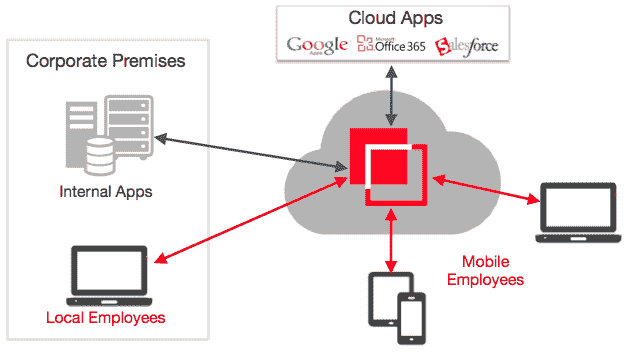 Cloud Apps
Google Apps
Microsoft Office 365
Salesforce
Corporate Premises
Internal Apps
Local Employees
Mobile
Employees